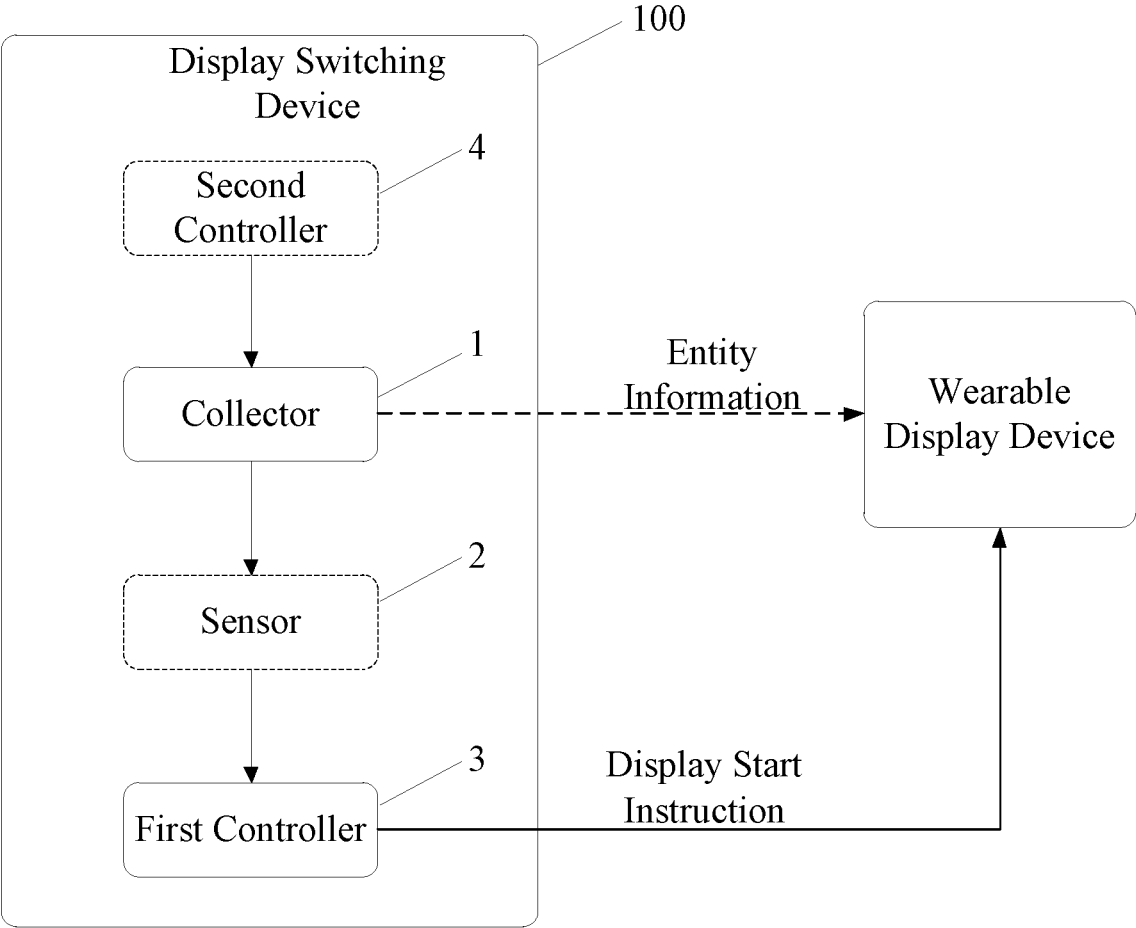 100
Display Switching
Device
4
Second
Controller
1
Collector
Entity
Information
Wearable
Display Device
2
Sensor
3
First Controller
Display Start
Instruction